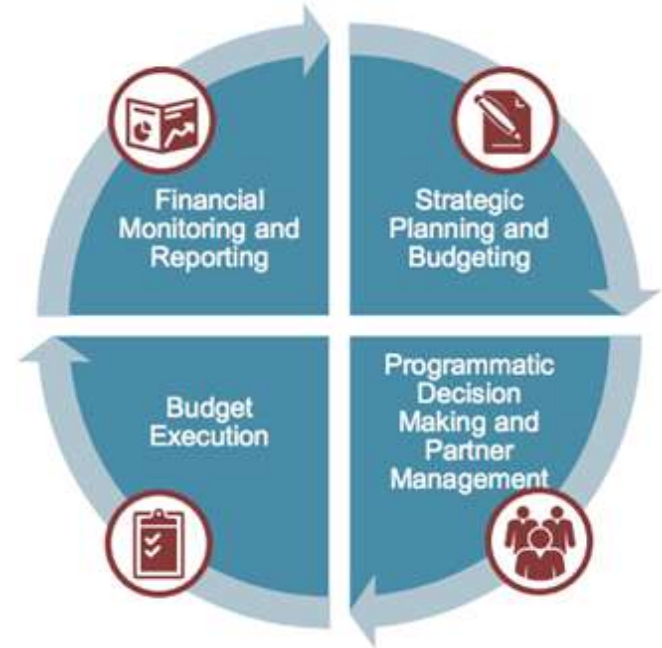 Financial
Monitoring and
Reporting
Strategic
Planning and
Budgeting
Budget
Execution
Programmatic
Decision
Making and
Partner
Management